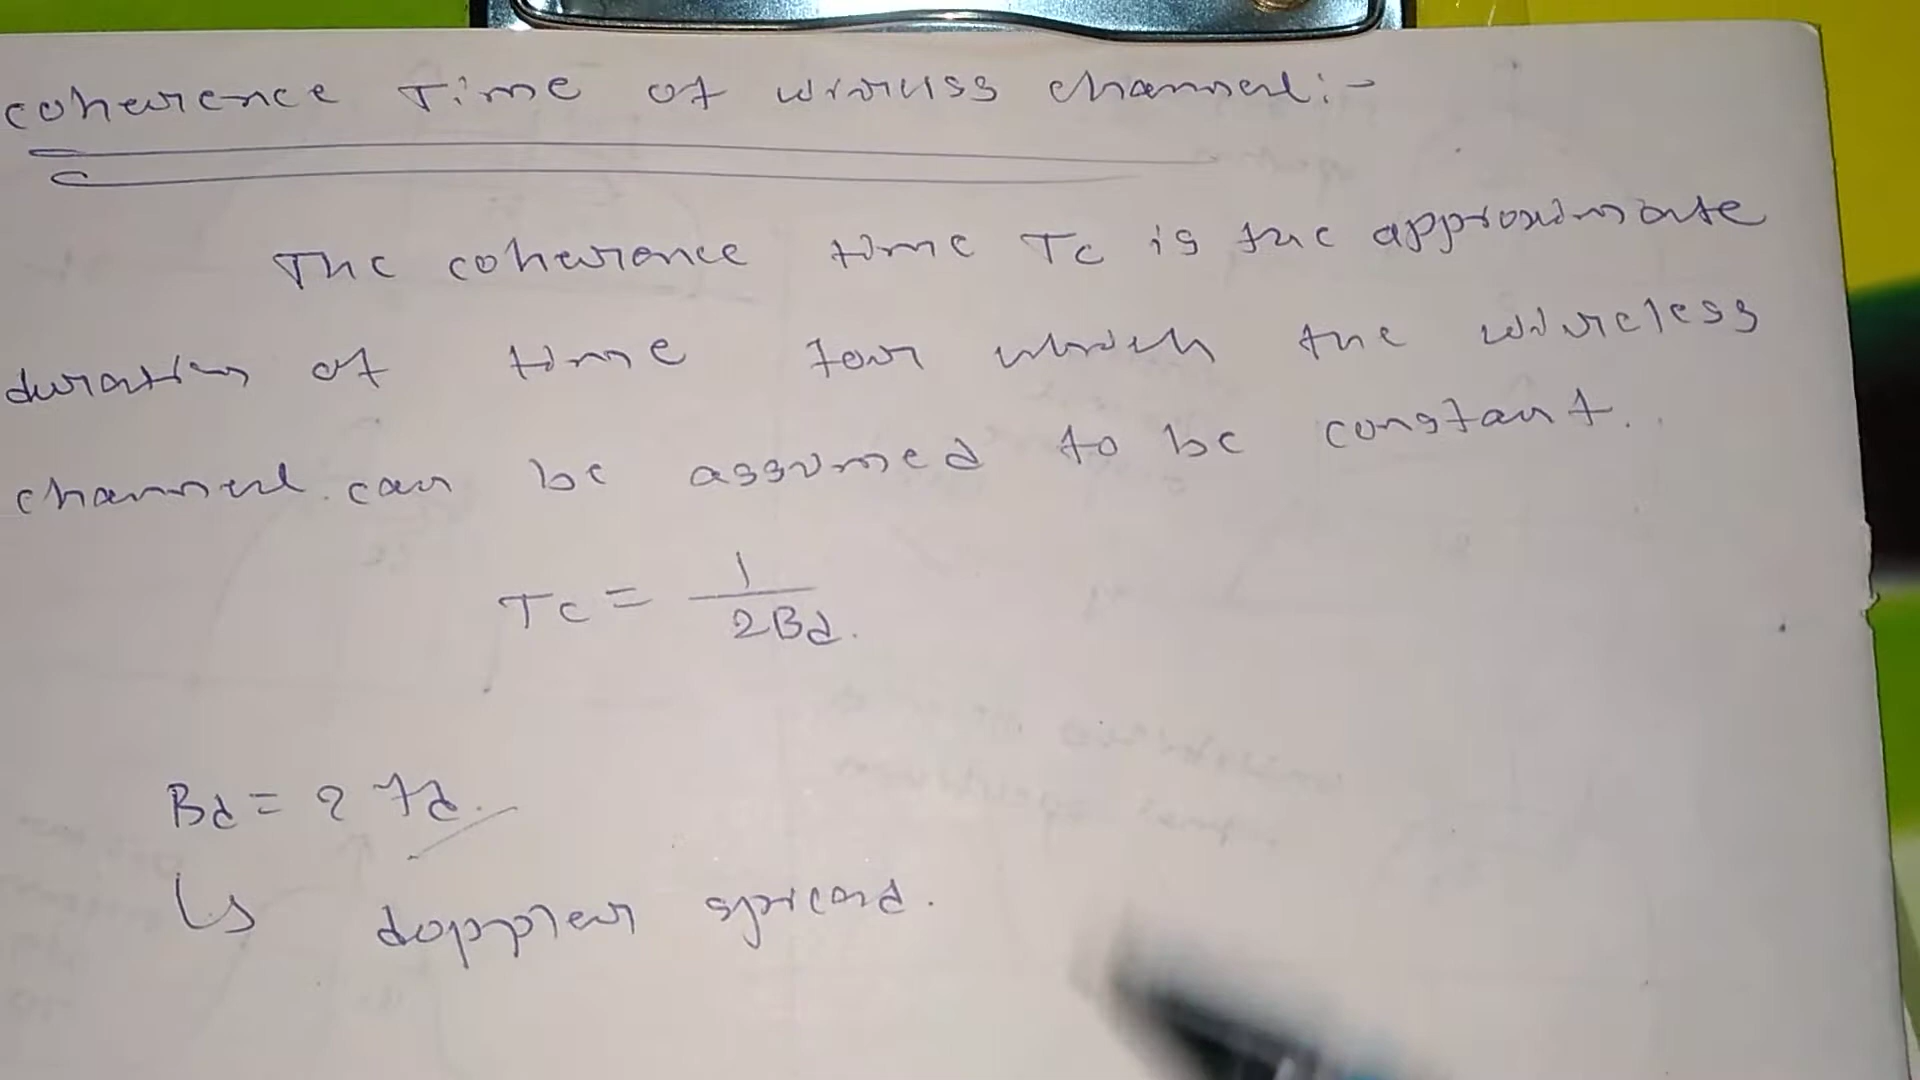 coherence Time of wireless channel:-
The coherence time Tc is the approximate
duration of time for which the wireless
channel can be assumed to be constant.
Tc = 1/2Bd.
Bd = 2 fd.
↳ doppler spread.